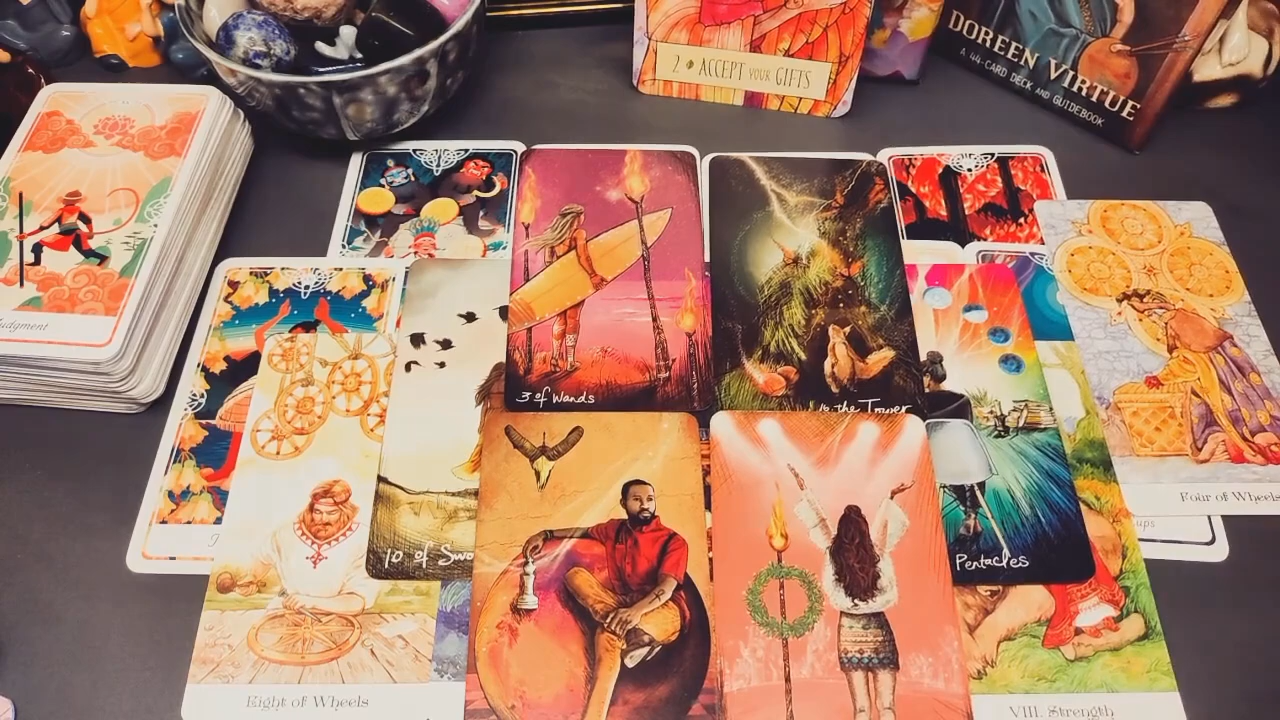 2 ACCEPT YOUR GIFTS
DOREEN VIRTUE
A 44-CARD DECK AND GUIDEBOOK
Judgment
3 of Wands
16 the Tower
Four of Wheels
10 of Swo
Pentacles
ups
Eight of Wheels
VIII. Strength